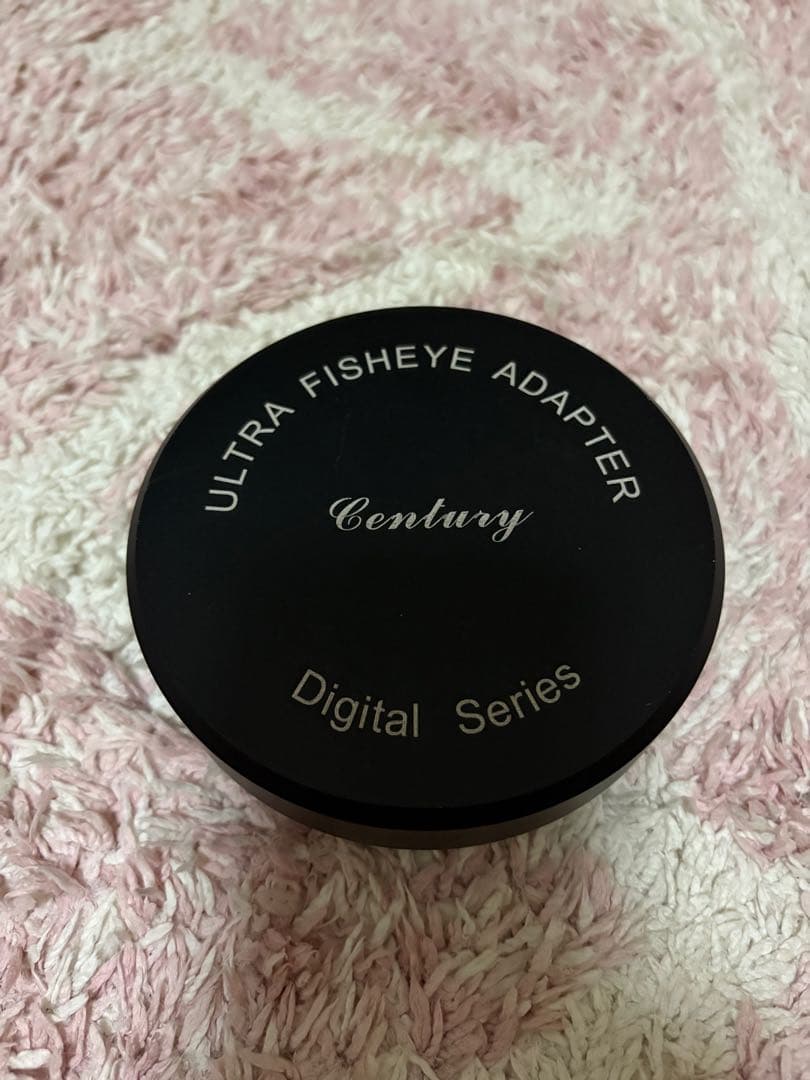 ULTRA FISHEYE ADAPTER
Century
Digital Series